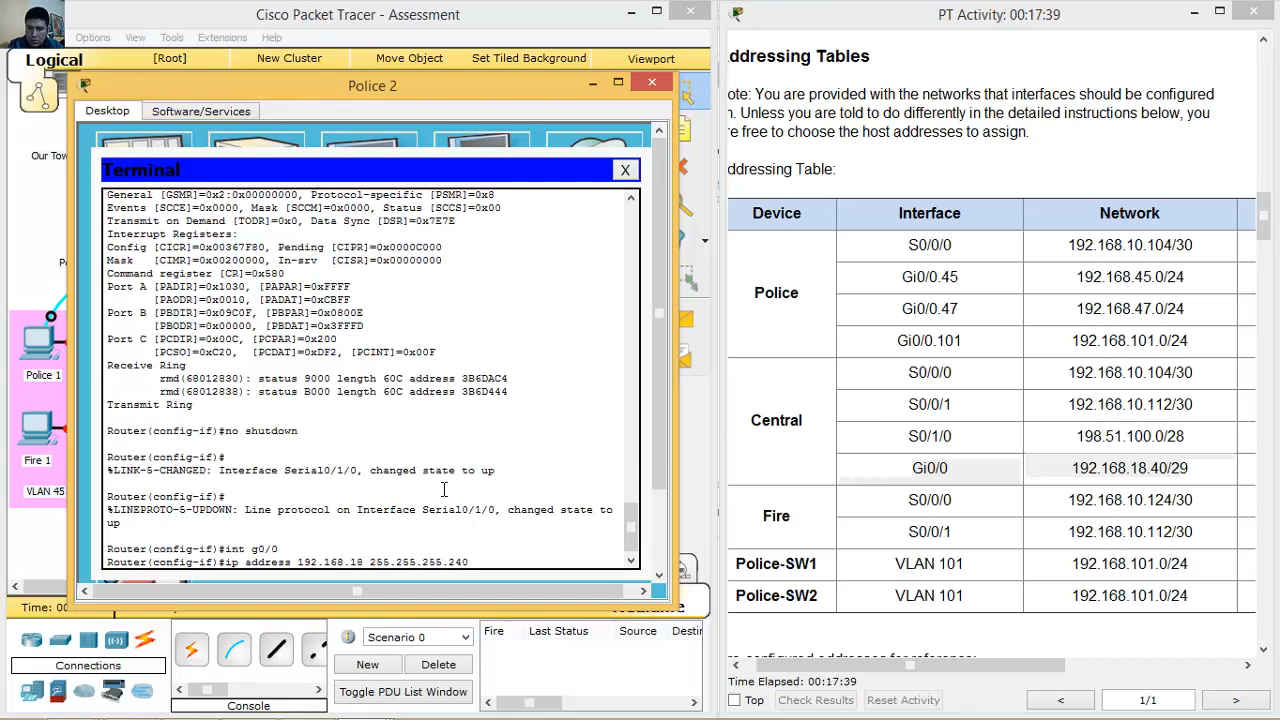 Cisco Packet Tracer - Assessment
Options View Tools Extensions Help
Logical [Root] New Cluster Move Object Set Tiled Background Viewport
Our Tow
Police 1
Fire 1
VLAN 45
Police 2
Desktop Software/Services
Terminal X
General [GSMR]=0x2:0x00000000, Protocol-specific [PSMR]=0x8
Events [SCCE]=0x0000, Mask [SCCM]=0x0000, Status [SCCS]=0x00
Transmit on Demand [TODR]=0x0, Data Sync [DSR]=0x7E7E
Interrupt Registers:
Config [CICR]=0x00367F80, Pending [CIPR]=0x0000C000
Mask [CIMR]=0x00200000, In-srv [CISR]=0x00000000
Command register [CR]=0x580
Port A [PADIR]=0x1030, [PAPAR]=0xFFFF
[PAODR]=0x0010, [PADAT]=0xCBFF
Port B [PBDIR]=0x09C0F, [PBPAR]=0x0800E
[PBODR]=0x00000, [PBDAT]=0x3FFFD
Port C [PCDIR]=0x00C, [PCPAR]=0x200
[PCSO]=0xC20, [PCDAT]=0xDF2, [PCINT]=0x00F
Receive Ring
rmd(68012830): status 9000 length 60C address 3B6DAC4
rmd(68012838): status B000 length 60C address 3B6D444
Transmit Ring
Router(config-if)#no shutdown
Router(config-if)#
%LINK-5-CHANGED: Interface Serial0/1/0, changed state to up
Router(config-if)#
%LINEPROTO-5-UPDOWN: Line protocol on Interface Serial0/1/0, changed state to
up
Router(config-if)#int g0/0
Router(config-if)#ip address 192.168.18 255.255.255.240
Time: 00
Connections
Console
Scenario 0
New Delete
Toggle PDU List Window
Fire Last Status Source Destin
PT Activity: 00:17:39
ddressing Tables
ote: You are provided with the networks that interfaces should be configured
n. Unless you are told to do differently in the detailed instructions below, you
re free to choose the host addresses to assign.
ddressing Table:
Device Interface Network
Police
S0/0/0 192.168.10.104/30
Gi0/0.45 192.168.45.0/24
Gi0/0.47 192.168.47.0/24
Gi0/0.101 192.168.101.0/24
Central
S0/0/0 192.168.10.104/30
S0/0/1 192.168.10.112/30
S0/1/0 198.51.100.0/28
Gi0/0 192.168.18.40/29
Fire
S0/0/0 192.168.10.124/30
S0/0/1 192.168.10.112/30
Police-SW1 VLAN 101 192.168.101.0/24
Police-SW2 VLAN 101 192.168.101.0/24
Time Elapsed: 00:17:39
Top Check Results Reset Activity < 1/1 >